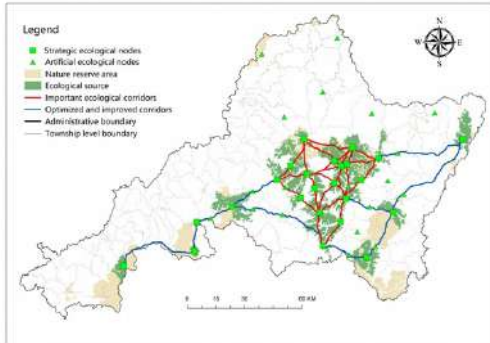 Legend
Strategic ecological nodes
Artificial ecological nodes
Nature reserve area
Ecological source
Important ecological corridors
Optimized and improved corridors
Administrative boundary
Township level boundary
N
W E
S
0 15 30 60 KM